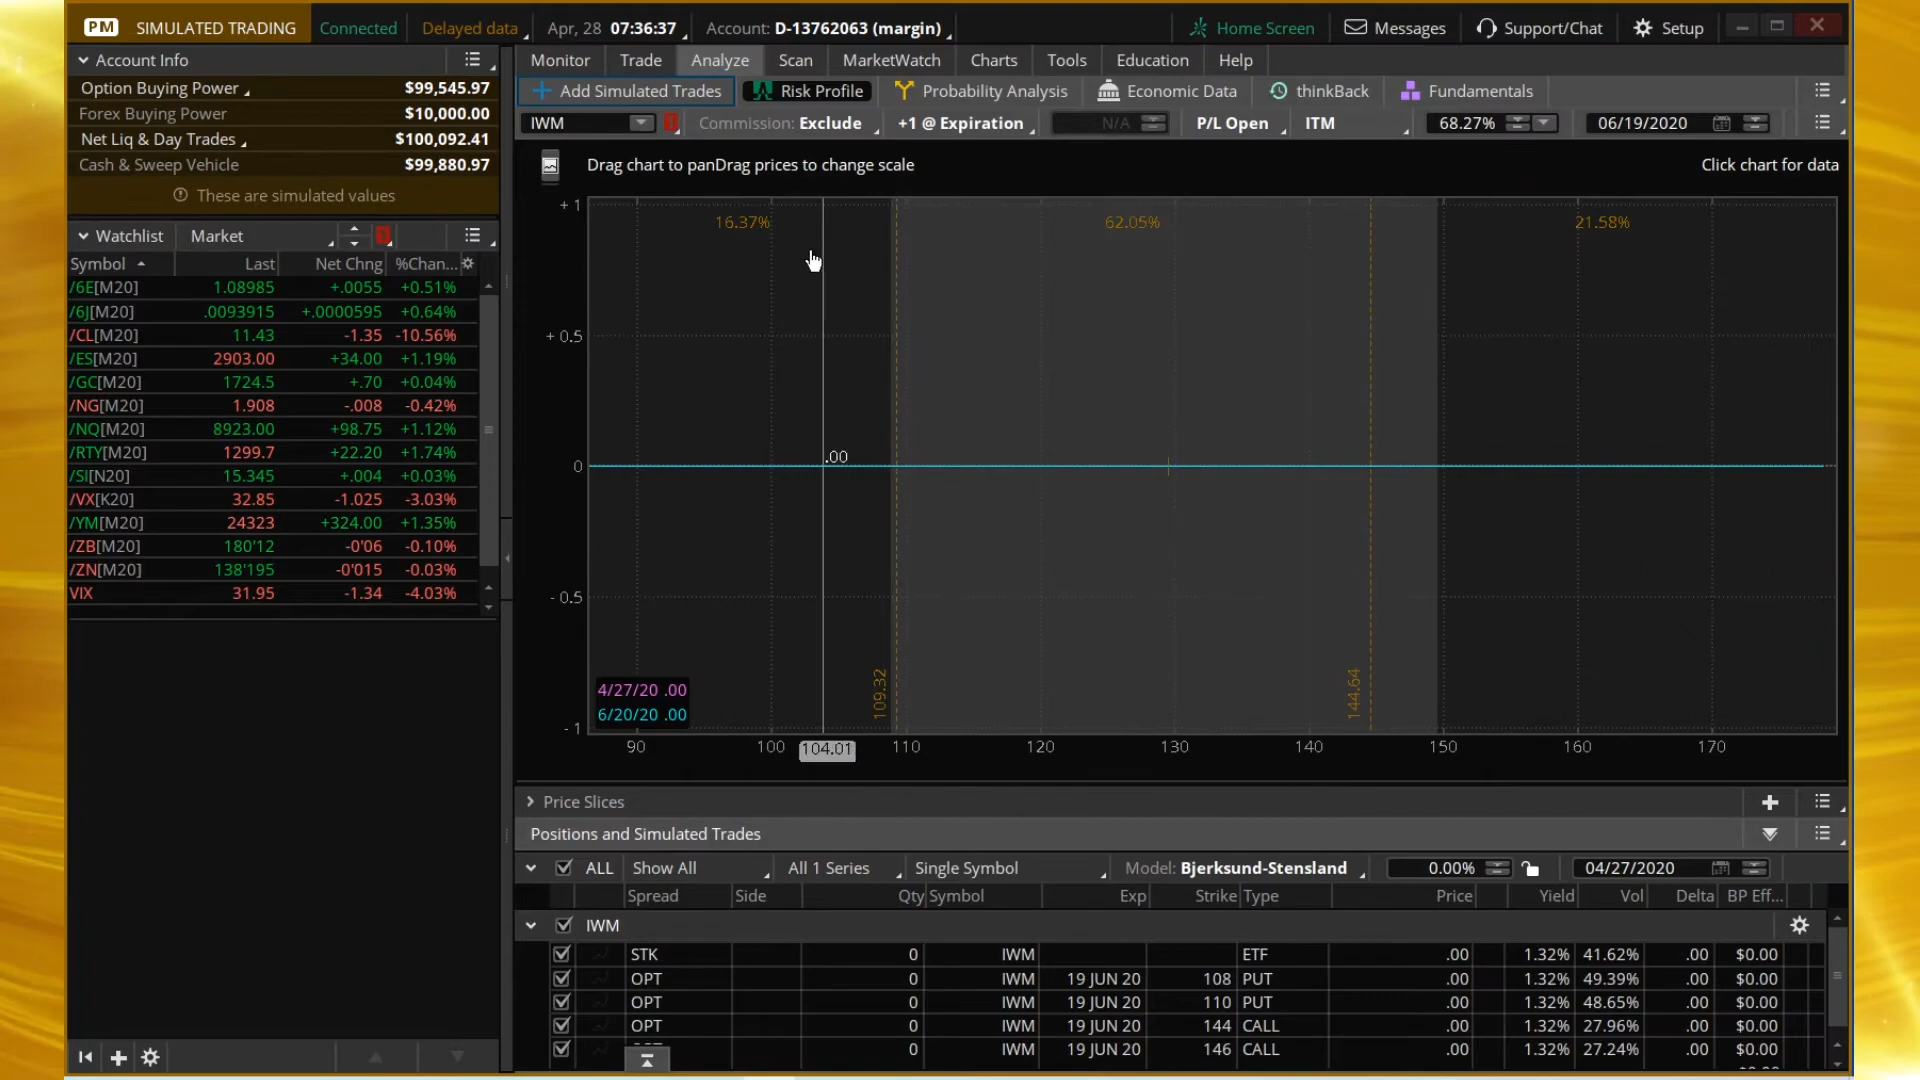 PM SIMULATED TRADING Connected Delayed data Apr, 28 07:36:37 Account: D-13762063 (margin) Home Screen Messages Support/Chat Setup
Account Info
Option Buying Power $99,545.97
Forex Buying Power $10,000.00
Net Liq & Day Trades $100,092.41
Cash & Sweep Vehicle $99,880.97
These are simulated values
Watchlist Market
Symbol Last Net Chng %Chan...
/6E[M20] 1.08985 +.0055 +0.51%
/6J[M20] .0093915 +.0000595 +0.64%
/CL[M20] 11.43 -1.35 -10.56%
/ES[M20] 2903.00 +34.00 +1.19%
/GC[M20] 1724.5 +.70 +0.04%
/NG[M20] 1.908 -.008 -0.42%
/NQ[M20] 8923.00 +98.75 +1.12%
/RTY[M20] 1299.7 +22.20 +1.74%
/SI[N20] 15.345 +.004 +0.03%
/VX[K20] 32.85 -1.025 -3.03%
/YM[M20] 24323 +324.00 +1.35%
/ZB[M20] 180'12 -0'06 -0.10%
/ZN[M20] 138'195 -0'015 -0.03%
VIX 31.95 -1.34 -4.03%
Monitor Trade Analyze Scan MarketWatch Charts Tools Education Help
Add Simulated Trades Risk Profile Probability Analysis Economic Data thinkBack Fundamentals
IWM Commission: Exclude +1 @ Expiration N/A P/L Open ITM 68.27% 06/19/2020
Drag chart to panDrag prices to change scale Click chart for data
+ 1
16.37% 62.05% 21.58%
+ 0.5
.00
0
- 0.5
109.32 144.64
4/27/20 .00
6/20/20 .00
- 1
90 100 104.01 110 120 130 140 150 160 170
Price Slices
Positions and Simulated Trades
ALL Show All All 1 Series Single Symbol Model: Bjerksund-Stensland 0.00% 04/27/2020
Spread Side Qty Symbol Exp Strike Type Price Yield Vol Delta BP Eff...
IWM
STK 0 IWM ETF .00 1.32% 41.62% .00 $0.00
OPT 0 IWM 19 JUN 20 108 PUT .00 1.32% 49.39% .00 $0.00
OPT 0 IWM 19 JUN 20 110 PUT .00 1.32% 48.65% .00 $0.00
OPT 0 IWM 19 JUN 20 144 CALL .00 1.32% 27.96% .00 $0.00
0 IWM 19 JUN 20 146 CALL .00 1.32% 27.24% .00 $0.00